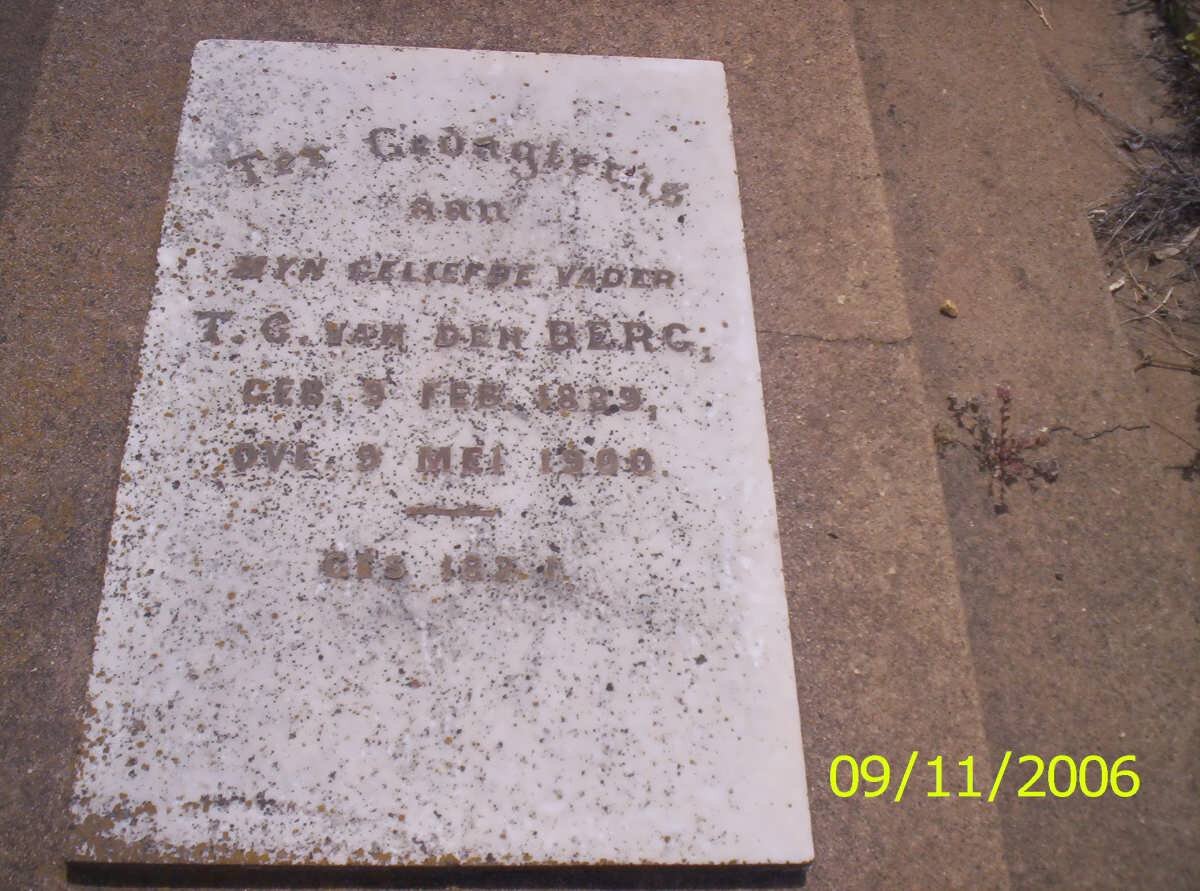 Ter Gedagtenis
aan
MYN GELIEFDE VADER
T. G. VAN DEN BERG,
GEB. 9 FEB. 1829,
OVL. 9 MEI 1900.
GES
09/11/2006